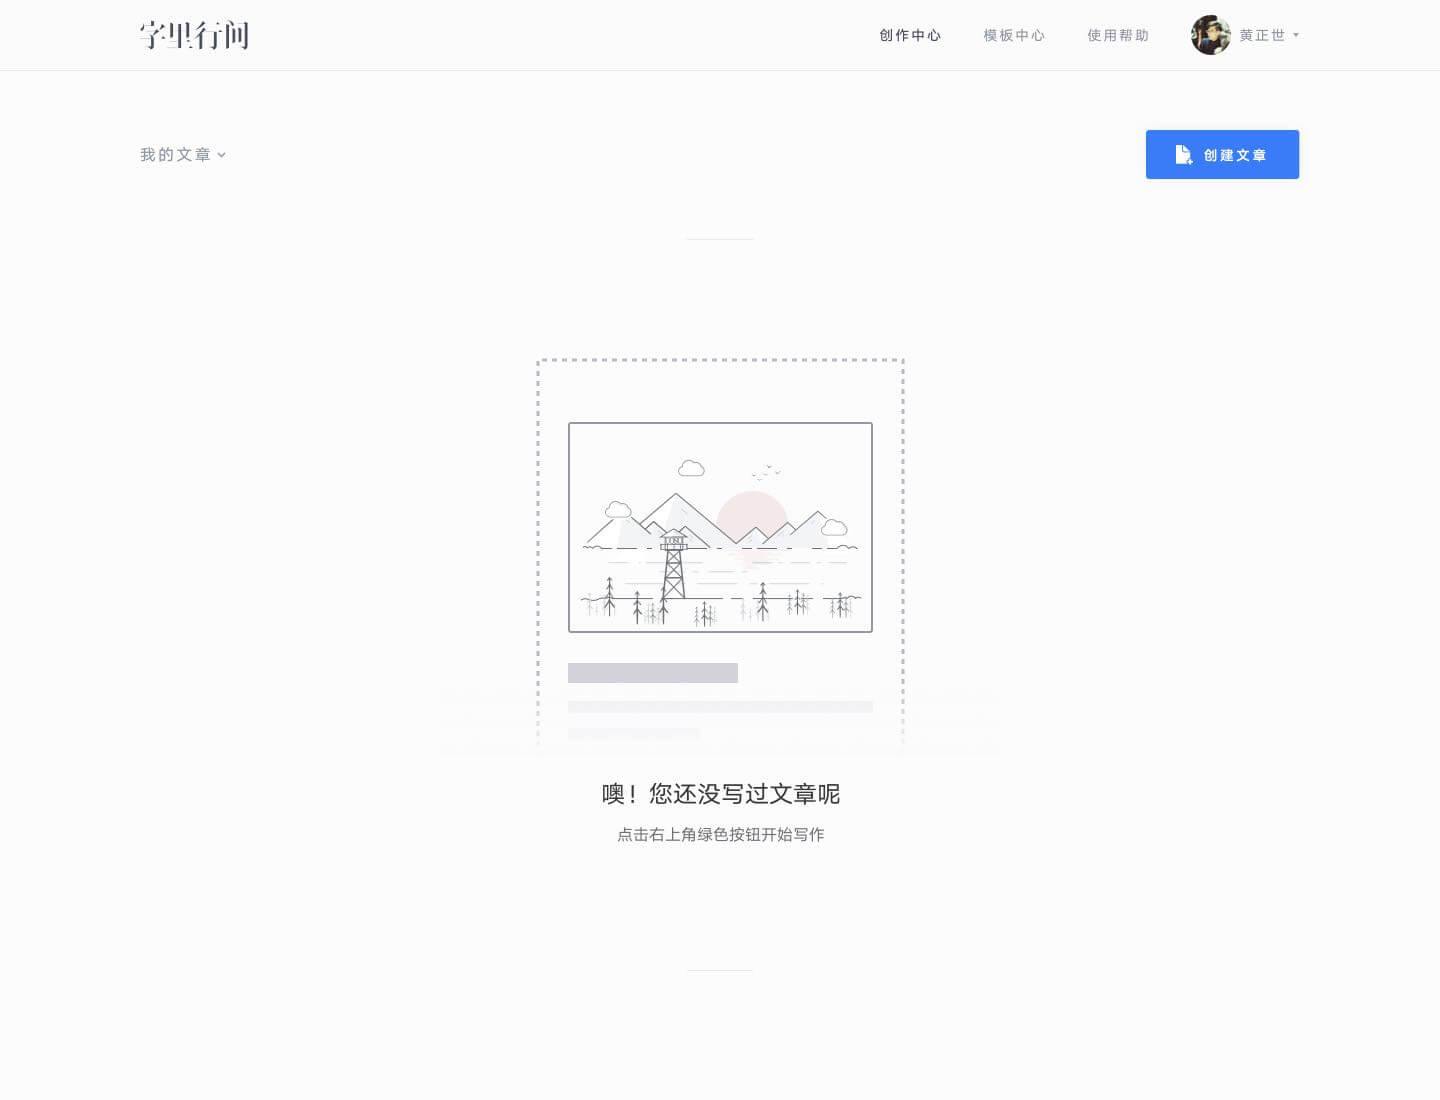 字里行间
创作中心
模板中心
使用帮助
黄正世
我的文章
创建文章
噢！您还没写过文章呢
点击右上角绿色按钮开始写作